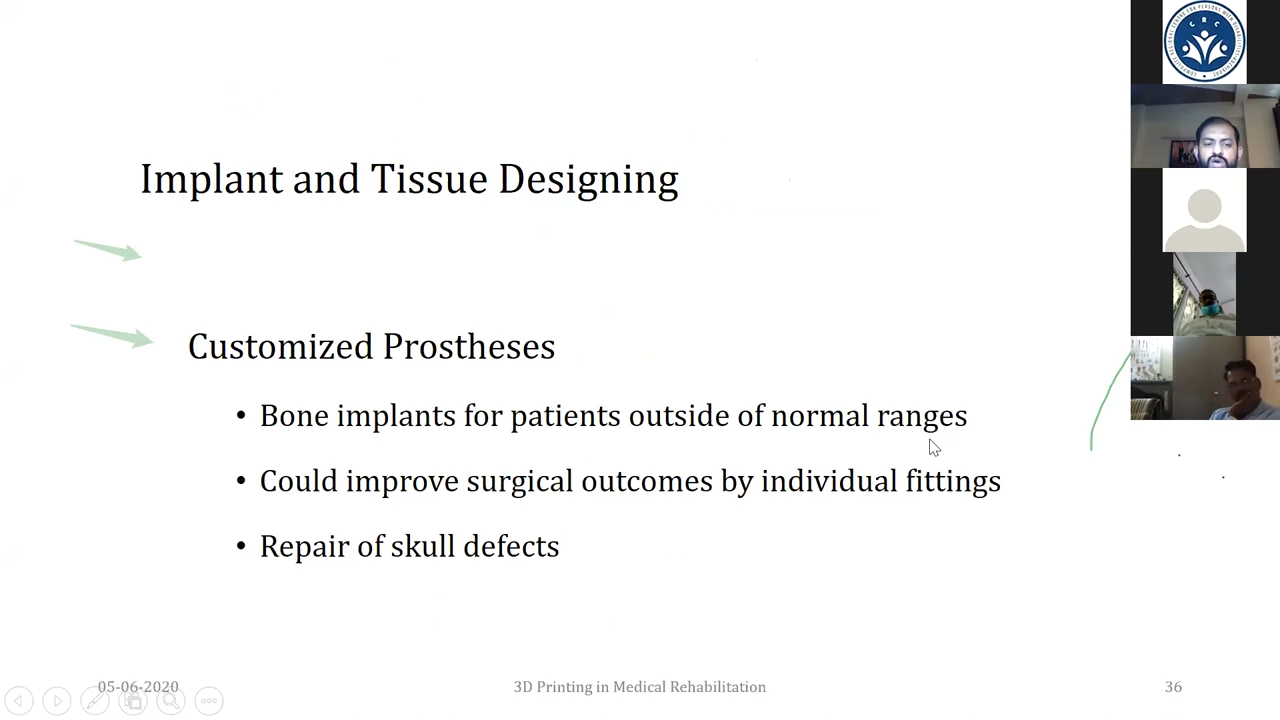 CRC
Implant and Tissue Designing
Customized Prostheses
• Bone implants for patients outside of normal ranges
• Could improve surgical outcomes by individual fittings
• Repair of skull defects
05-06-2020
3D Printing in Medical Rehabilitation
36